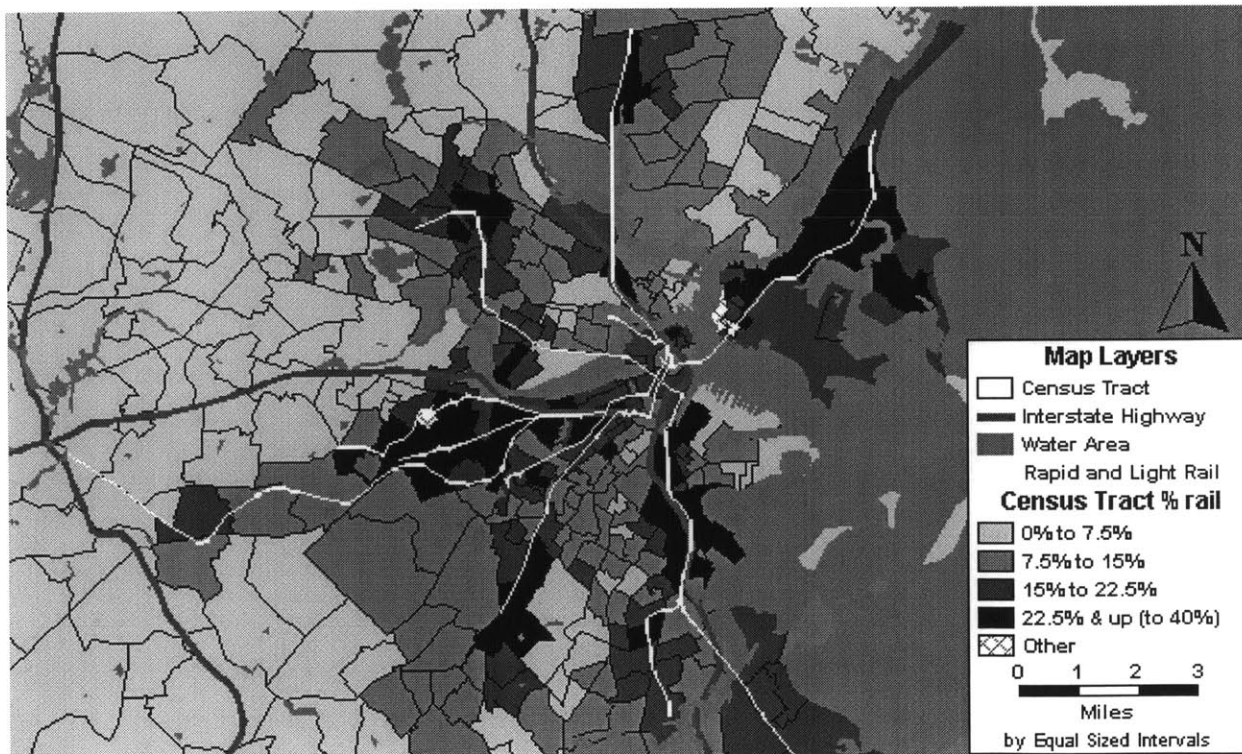 N
Map Layers
Census Tract
Interstate Highway
Water Area
Rapid and Light Rail
Census Tract % rail
0% to 7.5%
7.5% to 15%
15% to 22.5%
22.5% & up (to 40%)
Other
0 1 2 3
Miles
by Equal Sized Intervals